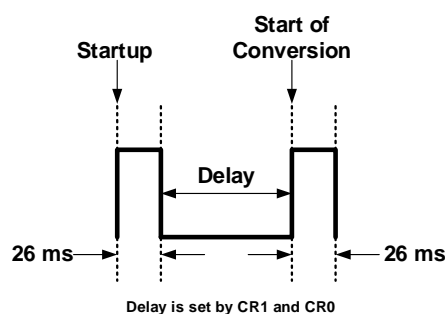 Startup
Start of
Conversion
Delay
26 ms
26 ms
Delay is set by CR1 and CR0